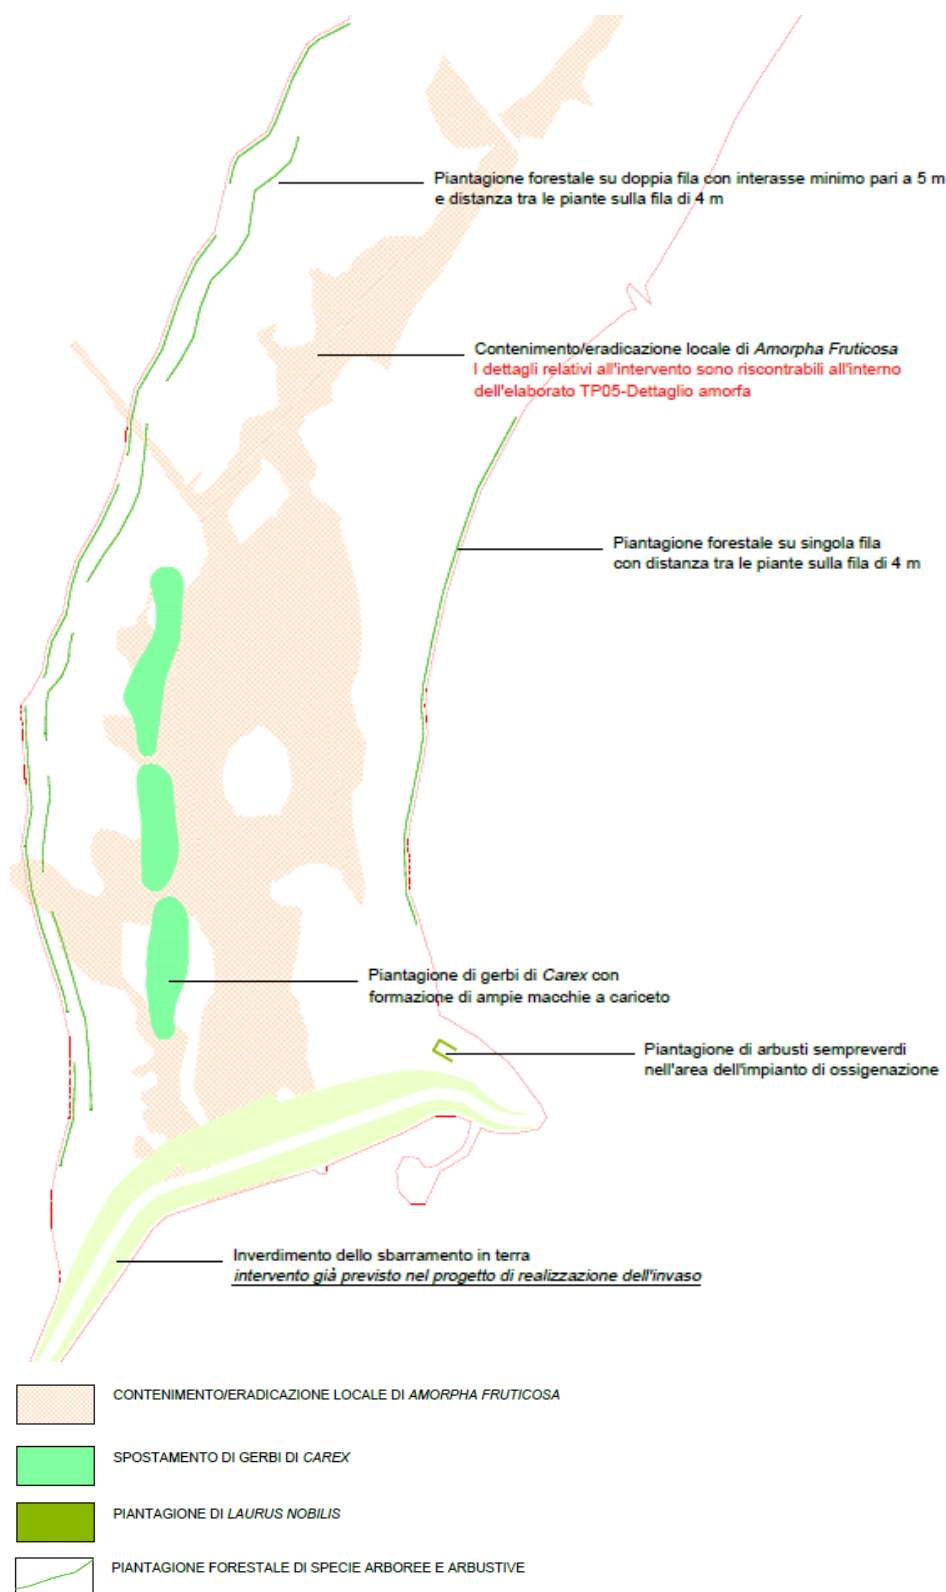 Piantagione forestale su doppia fila con interasse minimo pari a 5 m
e distanza tra le piante sulla fila di 4 m
Contenimento/eradicazione locale di Amorpha Fruticosa
I dettagli relativi all'intervento sono riscontrabili all'interno
dell'elaborato TP05-Dettaglio amorfa
Piantagione forestale su singola fila
con distanza tra le piante sulla fila di 4 m
Piantagione di gerbi di Carex con
formazione di ampie macchie a cariceto
Piantagione di arbusti sempreverdi
nell'area dell'impianto di ossigenazione
Inverdimento dello sbarramento in terra
intervento già previsto nel progetto di realizzazione dell'invaso
CONTENIMENTO/ERADICAZIONE LOCALE DI AMORPHA FRUTICOSA
SPOSTAMENTO DI GERBI DI CAREX
PIANTAGIONE DI LAURUS NOBILIS
PIANTAGIONE FORESTALE DI SPECIE ARBOREE E ARBUSTIVE